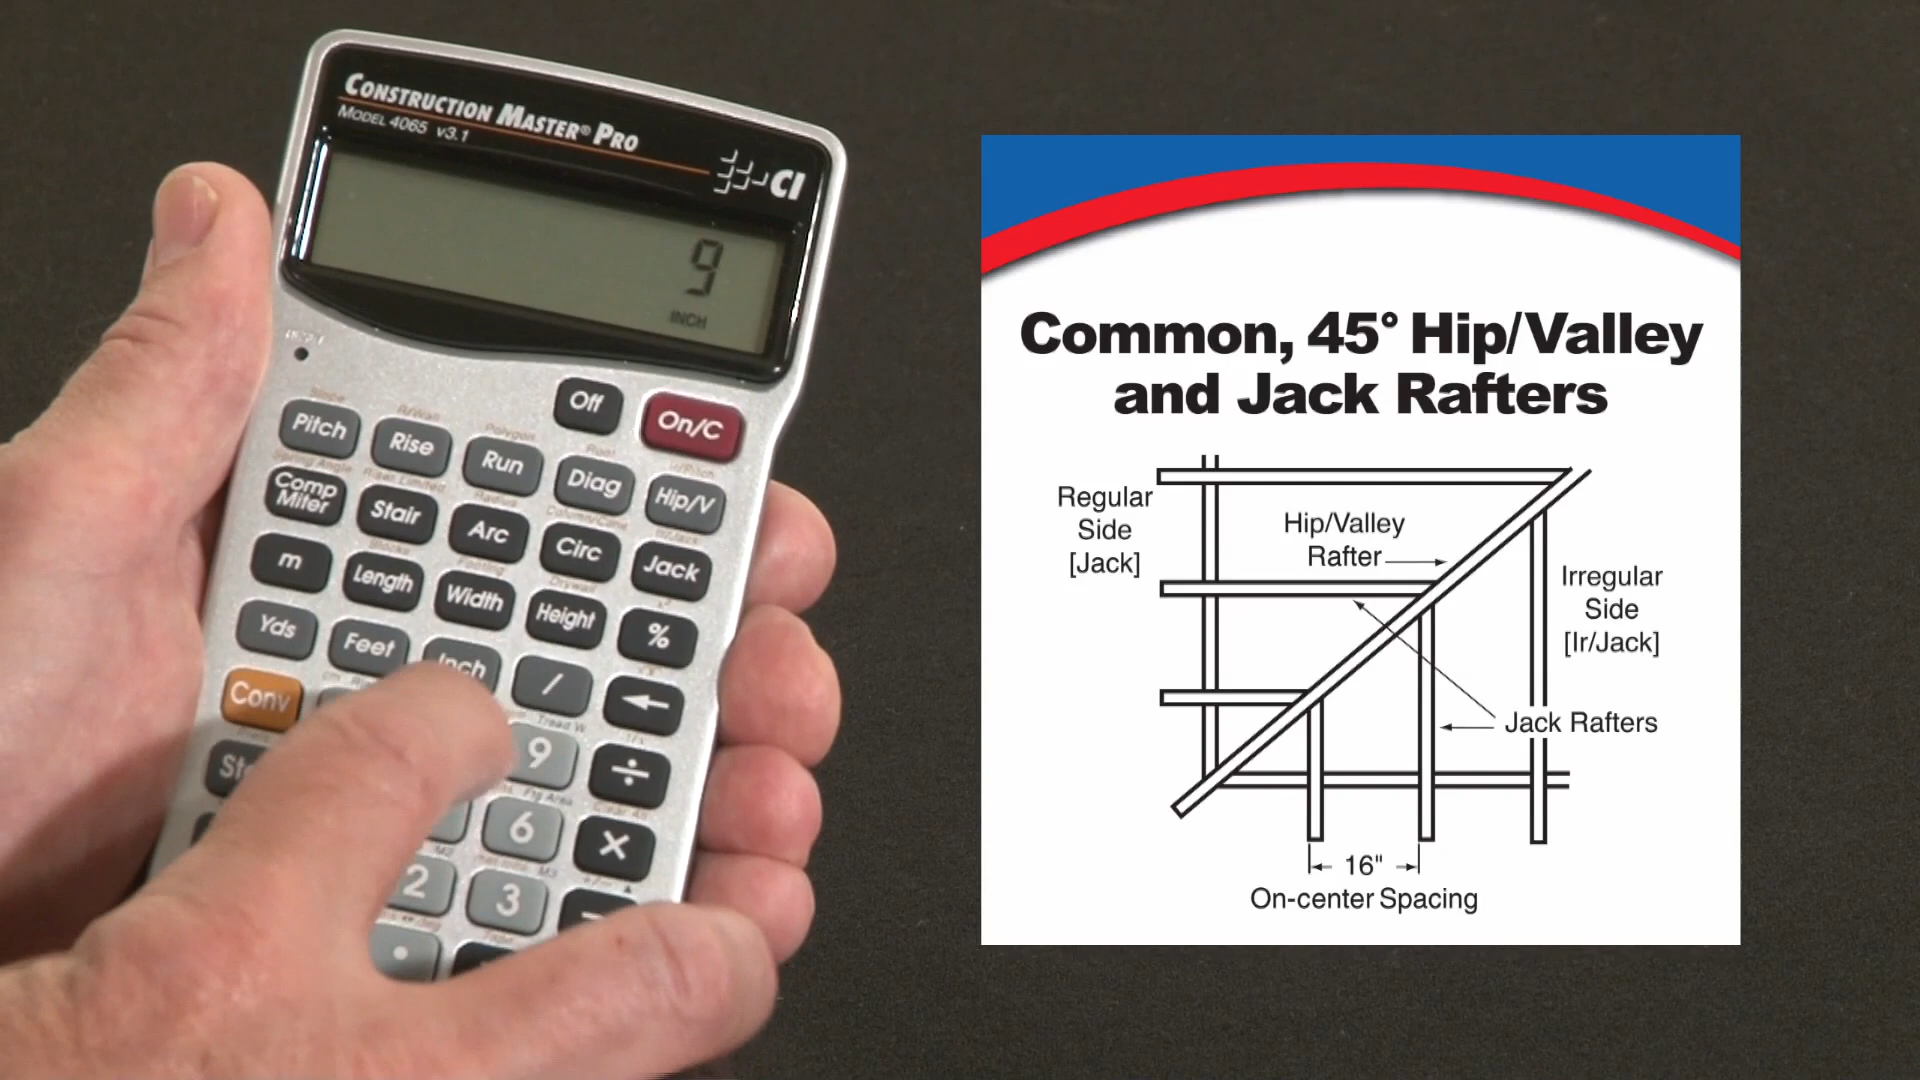 CONSTRUCTION MASTER® PRO
MODEL 4065 v3.1
CI
9
INCH
Off
On/C
Pitch
Rise
Run
Diag
Hip/V
Comp
Miter
Stair
Arc
Circ
Jack
m
Length
Width
Height
%
Yds
Feet
Inch
/
←
Conv
9
÷
6
×
2
3
Common, 45° Hip/Valley
and Jack Rafters
Regular
Side
[Jack]
Hip/Valley
Rafter
Irregular
Side
[Ir/Jack]
Jack Rafters
16"
On-center Spacing